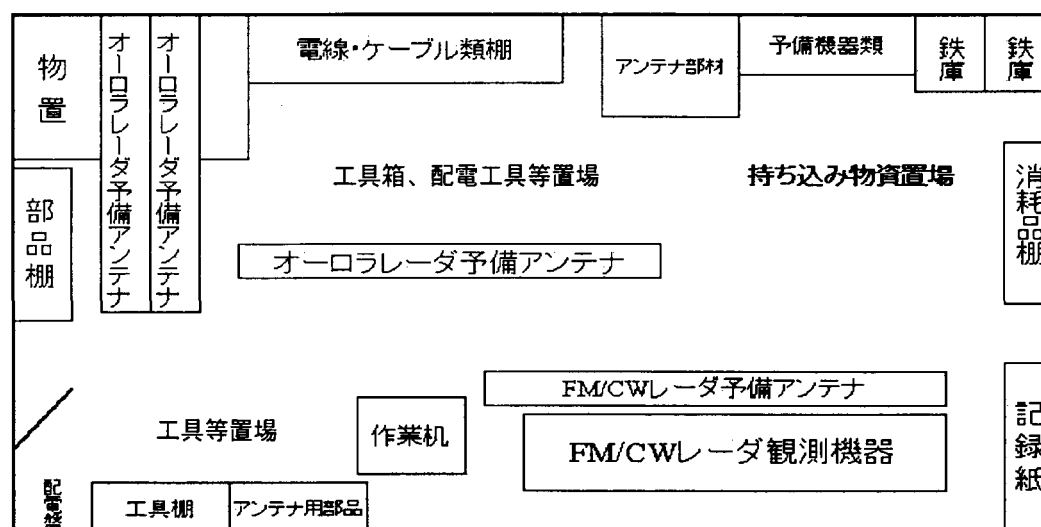 物置
オーロラレーダ予備アンテナ
オーロラレーダ予備アンテナ
電線・ケーブル類棚
アンテナ部材
予備機器類
鉄庫
鉄庫
部品棚
工具箱、配電工具等置場
持ち込み物資置場
消耗品棚
オーロラレーダ予備アンテナ
FM/CWレーダ予備アンテナ
工具等置場
作業机
FM/CWレーダ観測機器
記録紙
配電盤
工具棚
アンテナ用部品